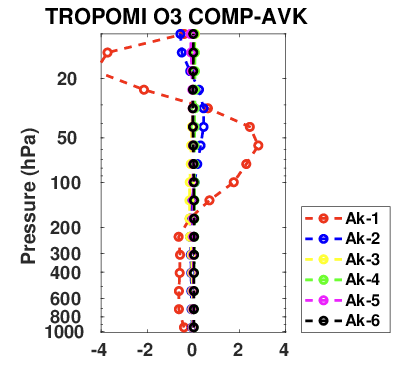 TROPOMI O3 COMP-AVK
Pressure (hPa)
20
50
100
200
300
400
600
800
1000
-4 -2 0 2 4
Ak-1
Ak-2
Ak-3
Ak-4
Ak-5
Ak-6